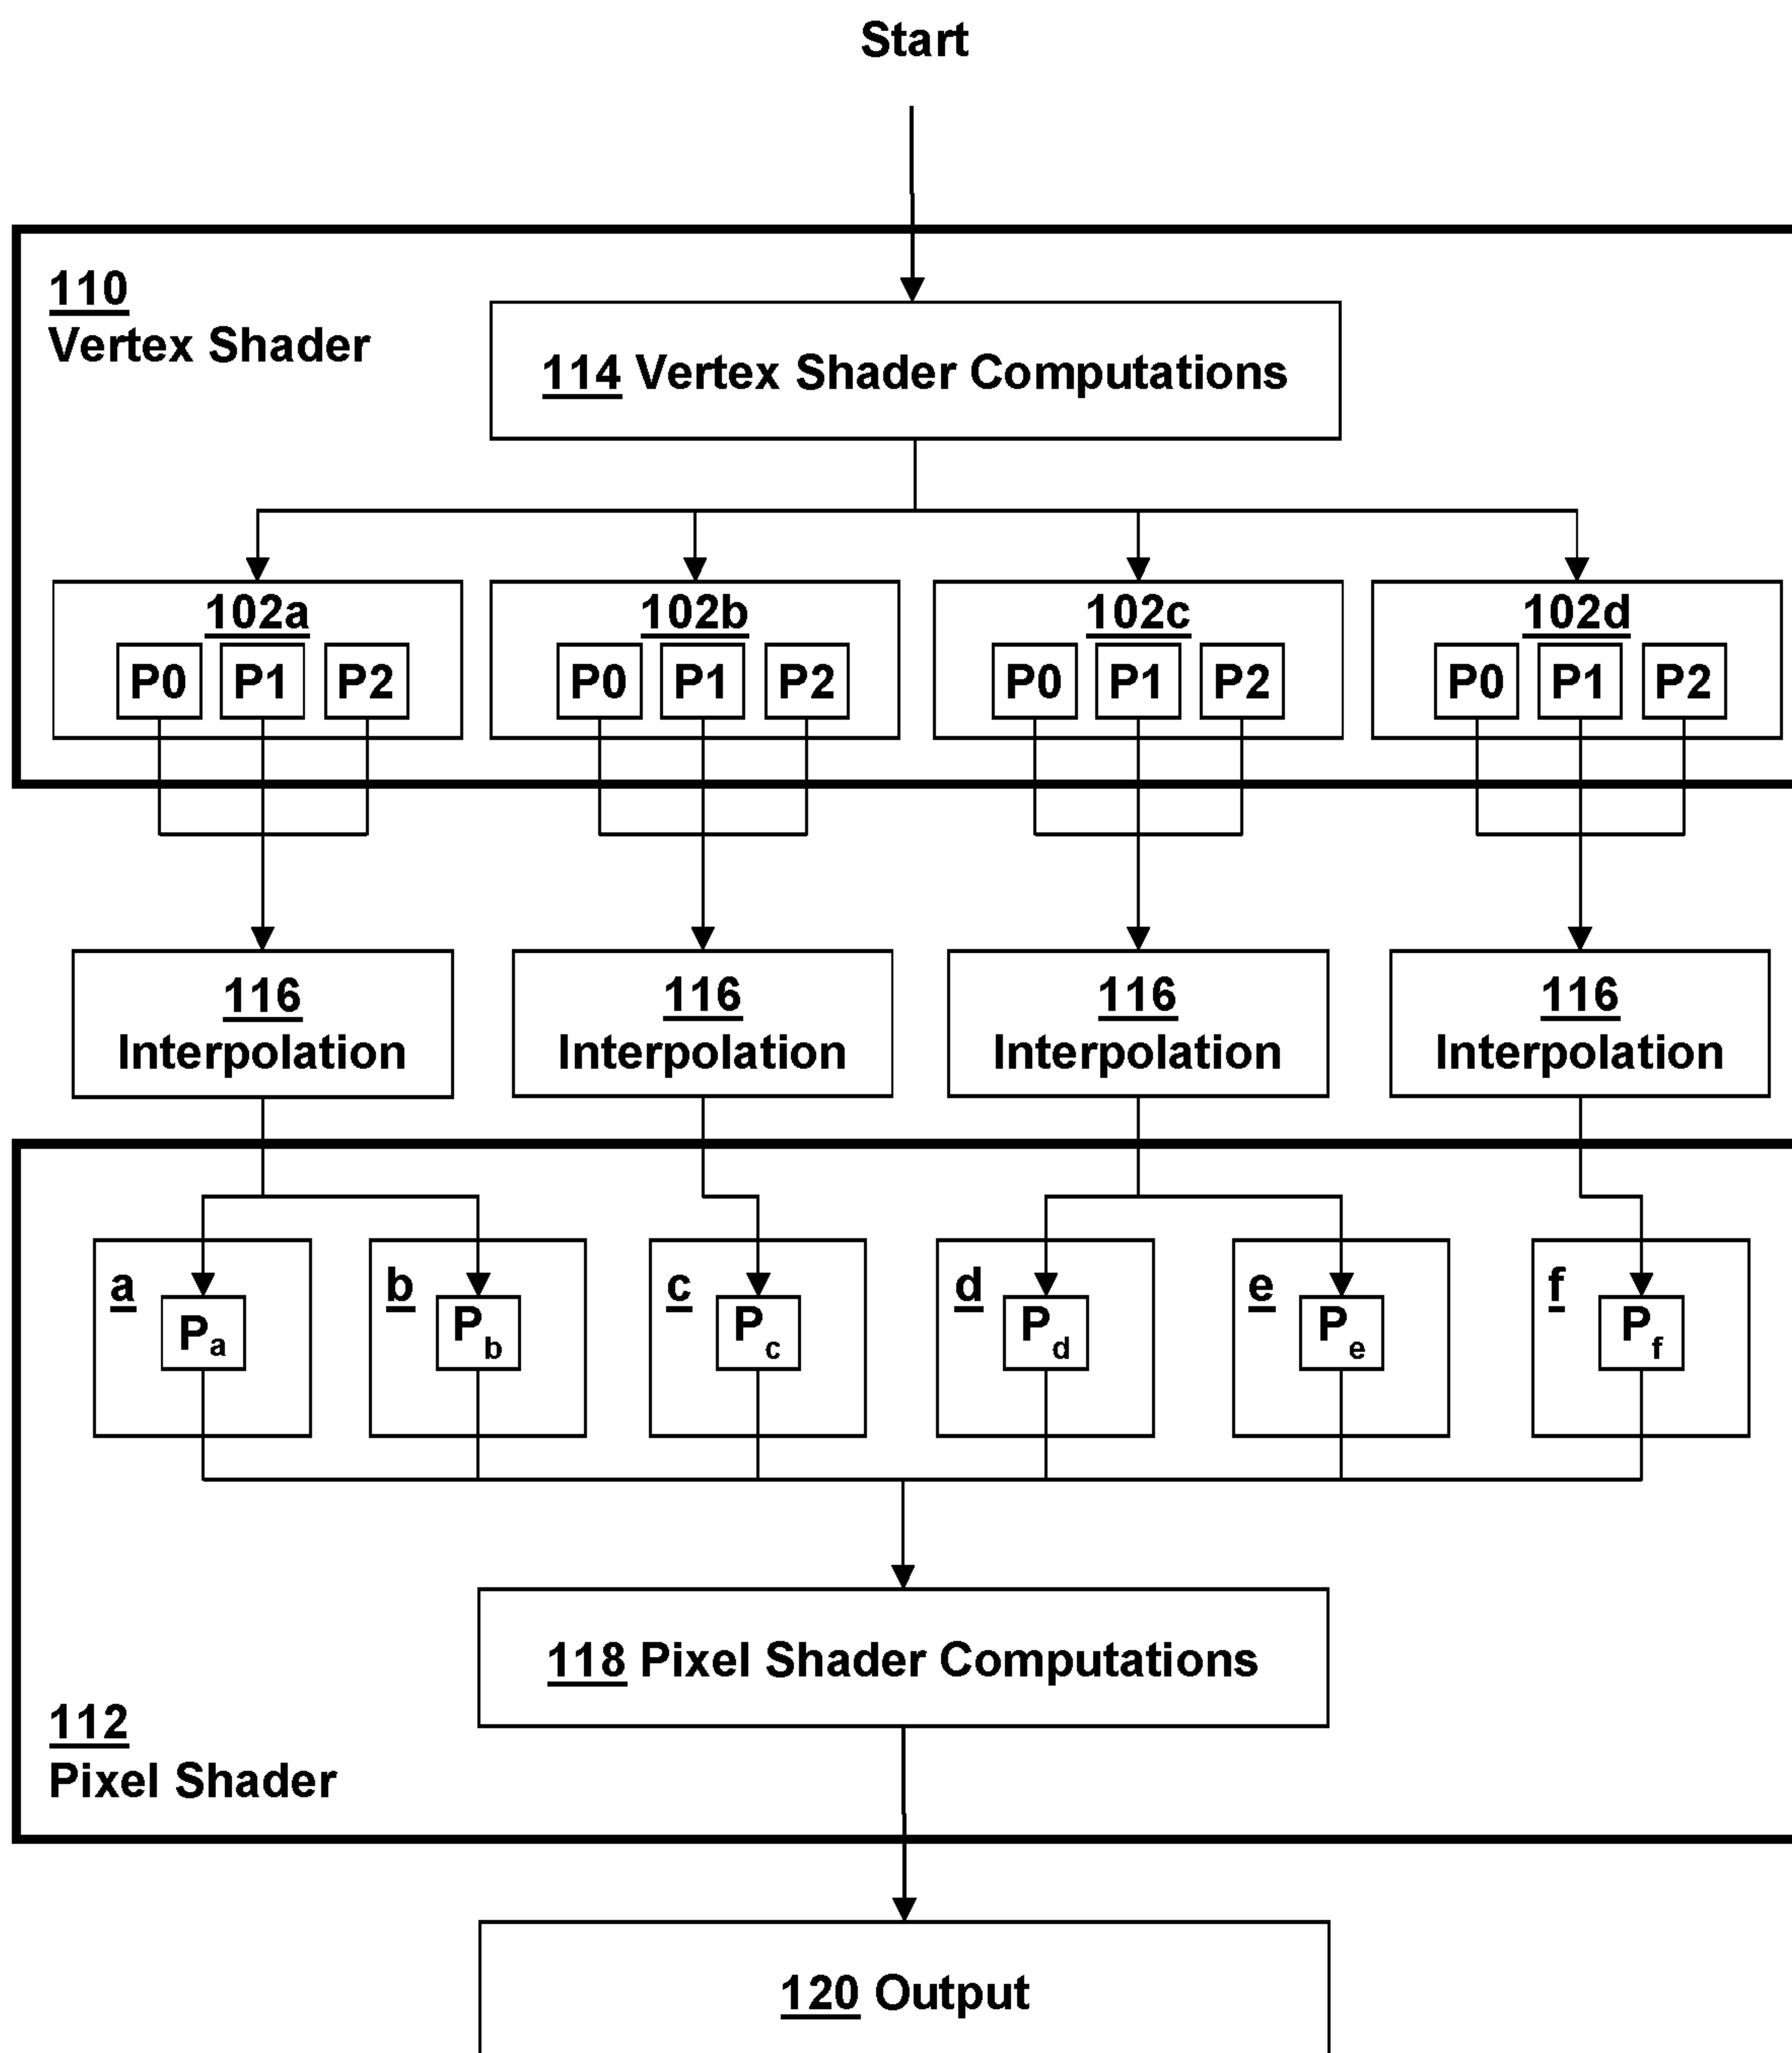 Start
110
Vertex Shader
114 Vertex Shader Computations
102a 102b 102c 102d
P0 P1 P2 P0 P1 P2 P0 P1 P2 P0 P1 P2
116 116 116 116
Interpolation Interpolation Interpolation Interpolation
a b c d e f
Pa Pb Pc Pd Pe Pf
118 Pixel Shader Computations
112
Pixel Shader
120 Output